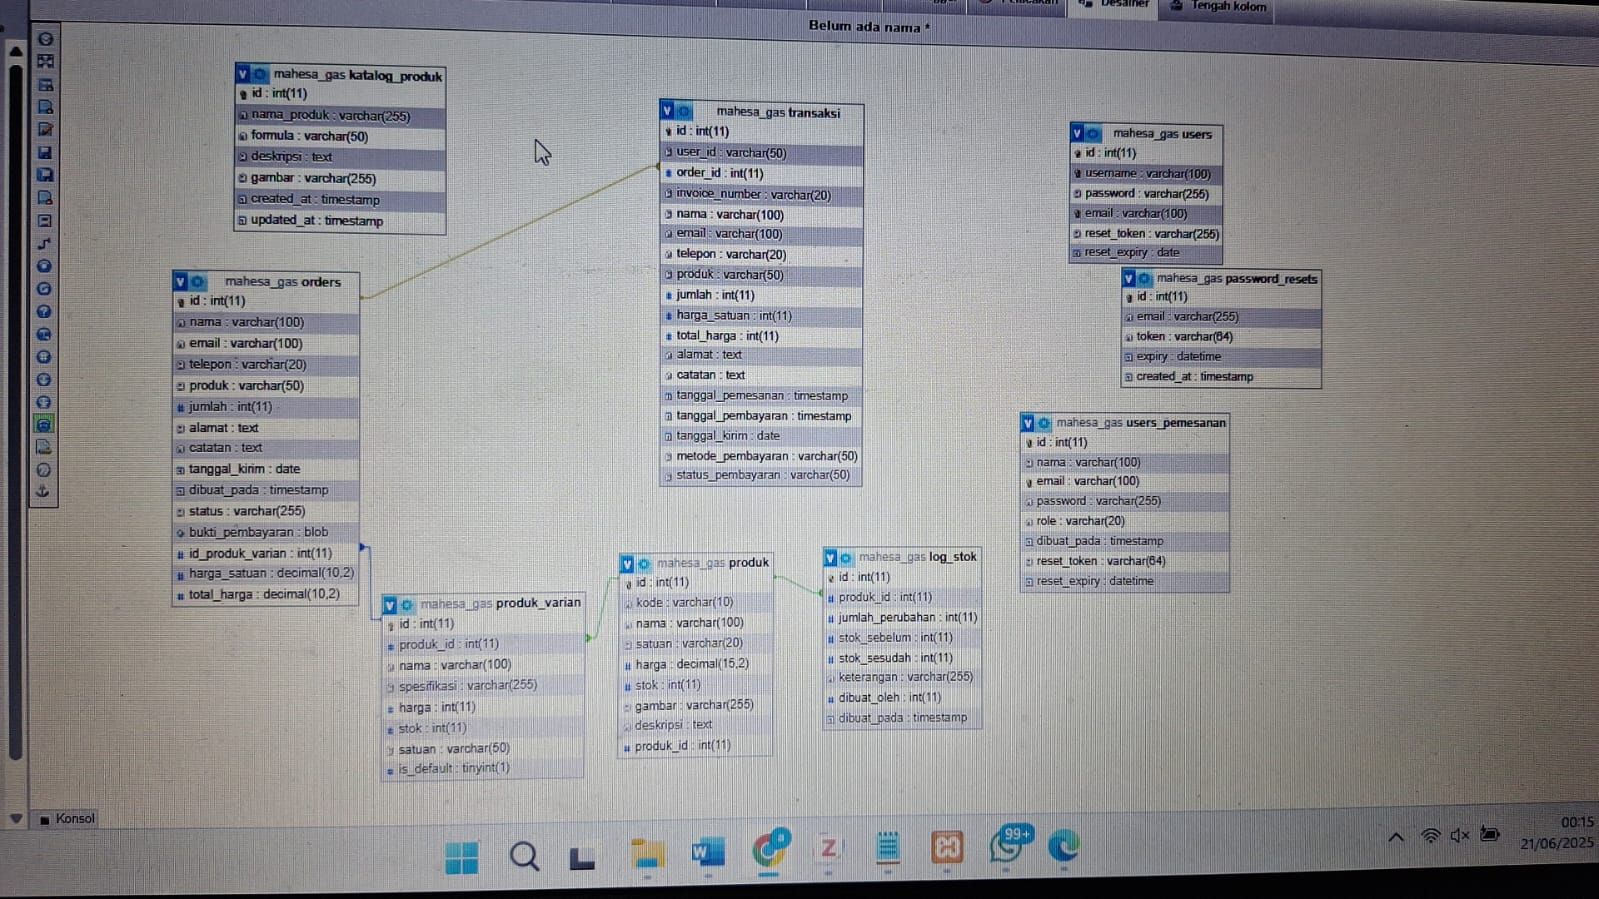 Desainer
Tengah kolom
Belum ada nama *
mahesa_gas katalog_produk
id : int(11)
nama_produk : varchar(255)
formula : varchar(50)
deskripsi : text
gambar : varchar(255)
created_at : timestamp
updated_at : timestamp
mahesa_gas transaksi
id : int(11)
user_id : varchar(50)
order_id : int(11)
invoice_number : varchar(20)
nama : varchar(100)
email : varchar(100)
telepon : varchar(20)
produk : varchar(50)
jumlah : int(11)
harga_satuan : int(11)
total_harga : int(11)
alamat : text
catatan : text
tanggal_pemesanan : timestamp
tanggal_pembayaran : timestamp
tanggal_kirim : date
metode_pembayaran : varchar(50)
status_pembayaran : varchar(50)
mahesa_gas users
id : int(11)
username : varchar(100)
password : varchar(255)
email : varchar(100)
reset_token : varchar(255)
reset_expiry : date
mahesa_gas password_resets
id : int(11)
email : varchar(255)
token : varchar(64)
expiry : datetime
created_at : timestamp
mahesa_gas orders
id : int(11)
nama : varchar(100)
email : varchar(100)
telepon : varchar(20)
produk : varchar(50)
jumlah : int(11)
alamat : text
catatan : text
tanggal_kirim : date
dibuat_pada : timestamp
status : varchar(255)
bukti_pembayaran : blob
id_produk_varian : int(11)
harga_satuan : decimal(10,2)
total_harga : decimal(10,2)
mahesa_gas users_pemesanan
id : int(11)
nama : varchar(100)
email : varchar(100)
password : varchar(255)
role : varchar(20)
dibuat_pada : timestamp
reset_token : varchar(64)
reset_expiry : datetime
mahesa_gas produk_varian
id : int(11)
produk_id : int(11)
nama : varchar(100)
spesifikasi : varchar(255)
harga : int(11)
stok : int(11)
satuan : varchar(50)
is_default : tinyint(1)
mahesa_gas produk
id : int(11)
kode : varchar(10)
nama : varchar(100)
satuan : varchar(20)
harga : decimal(15,2)
stok : int(11)
gambar : varchar(255)
deskripsi : text
produk_id : int(11)
mahesa_gas log_stok
id : int(11)
produk_id : int(11)
jumlah_perubahan : int(11)
stok_sebelum : int(11)
stok_sesudah : int(11)
keterangan : varchar(255)
dibuat_oleh : int(11)
dibuat_pada : timestamp
Konsol
99+
00:15
21/06/2025